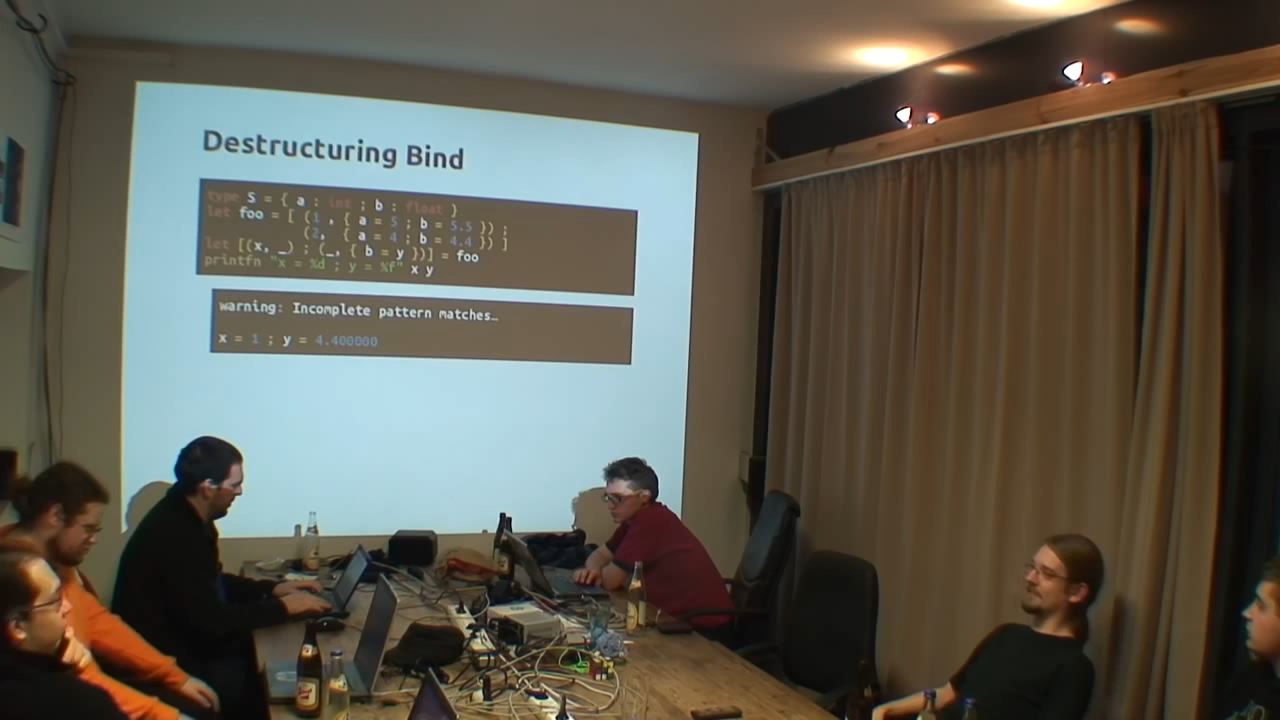 Destructuring Bind
type S = { a : int ; b : float }
let foo = [ (1 , { a = 5 ; b = 5.5 }) ;
(2, { a = 4 ; b = 4.4 }) ]
let [(x, _) ; (_, { b = y })] = foo
printfn "x = %d ; y = %f" x y
warning: Incomplete pattern matches…
x = 1 ; y = 4.400000